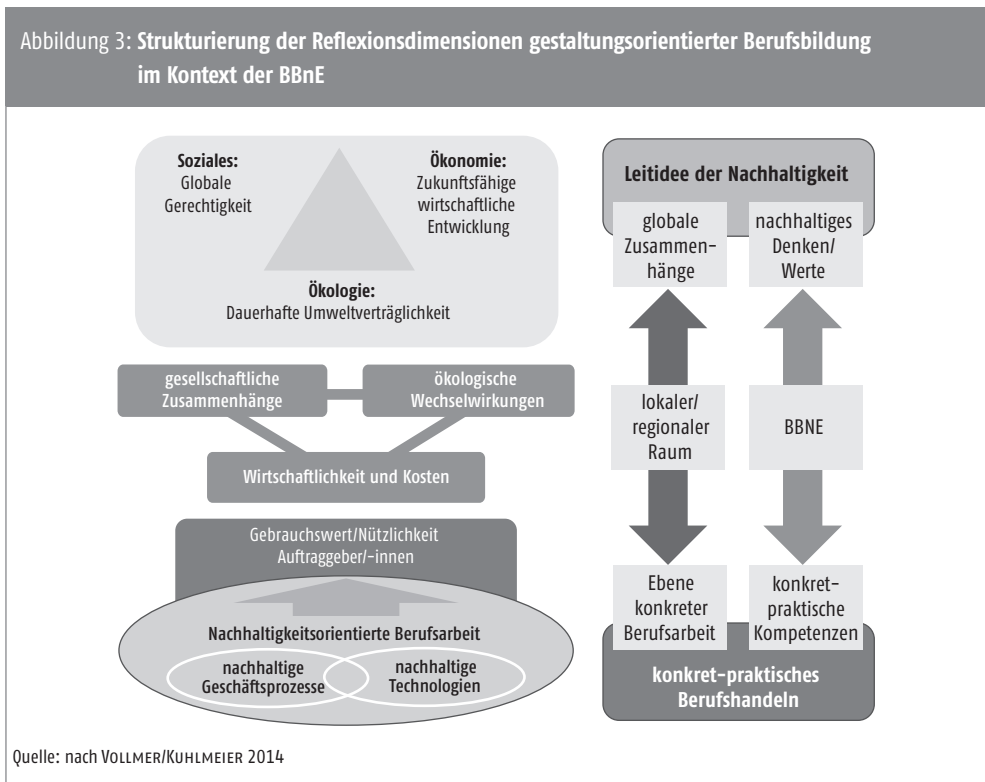 Abbildung 3: Strukturierung der Reflexionsdimensionen gestaltungsorientierter Berufsbildung
im Kontext der BBnE
Soziales:
Globale
Gerechtigkeit
Ökonomie:
Zukunftsfähige
wirtschaftliche
Entwicklung
Ökologie:
Dauerhafte Umweltverträglichkeit
gesellschaftliche
Zusammenhänge
ökologische
Wechselwirkungen
Wirtschaftlichkeit und Kosten
Gebrauchswert/Nützlichkeit
Auftraggeber/-innen
Nachhaltigkeitsorientierte Berufsarbeit
nachhaltige
Geschäftsprozesse
nachhaltige
Technologien
Leitidee der Nachhaltigkeit
globale
Zusammen-
hänge
nachhaltiges
Denken/
Werte
lokaler/
regionaler
Raum
BBNE
Ebene
konkreter
Berufsarbeit
konkret-
praktische
Kompetenzen
konkret-praktisches
Berufshandeln
Quelle: nach VOLLMER/KUHLMEIER 2014